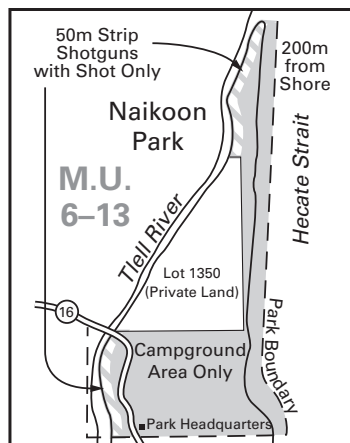 50m Strip
Shotguns
with Shot Only
200m
from
Shore
Naikoon
Park
Hecate Strait
M.U.
6–13
Tlell River
Lot 1350
(Private Land)
16
Park Boundary
Campground
Area Only
Park Headquarters